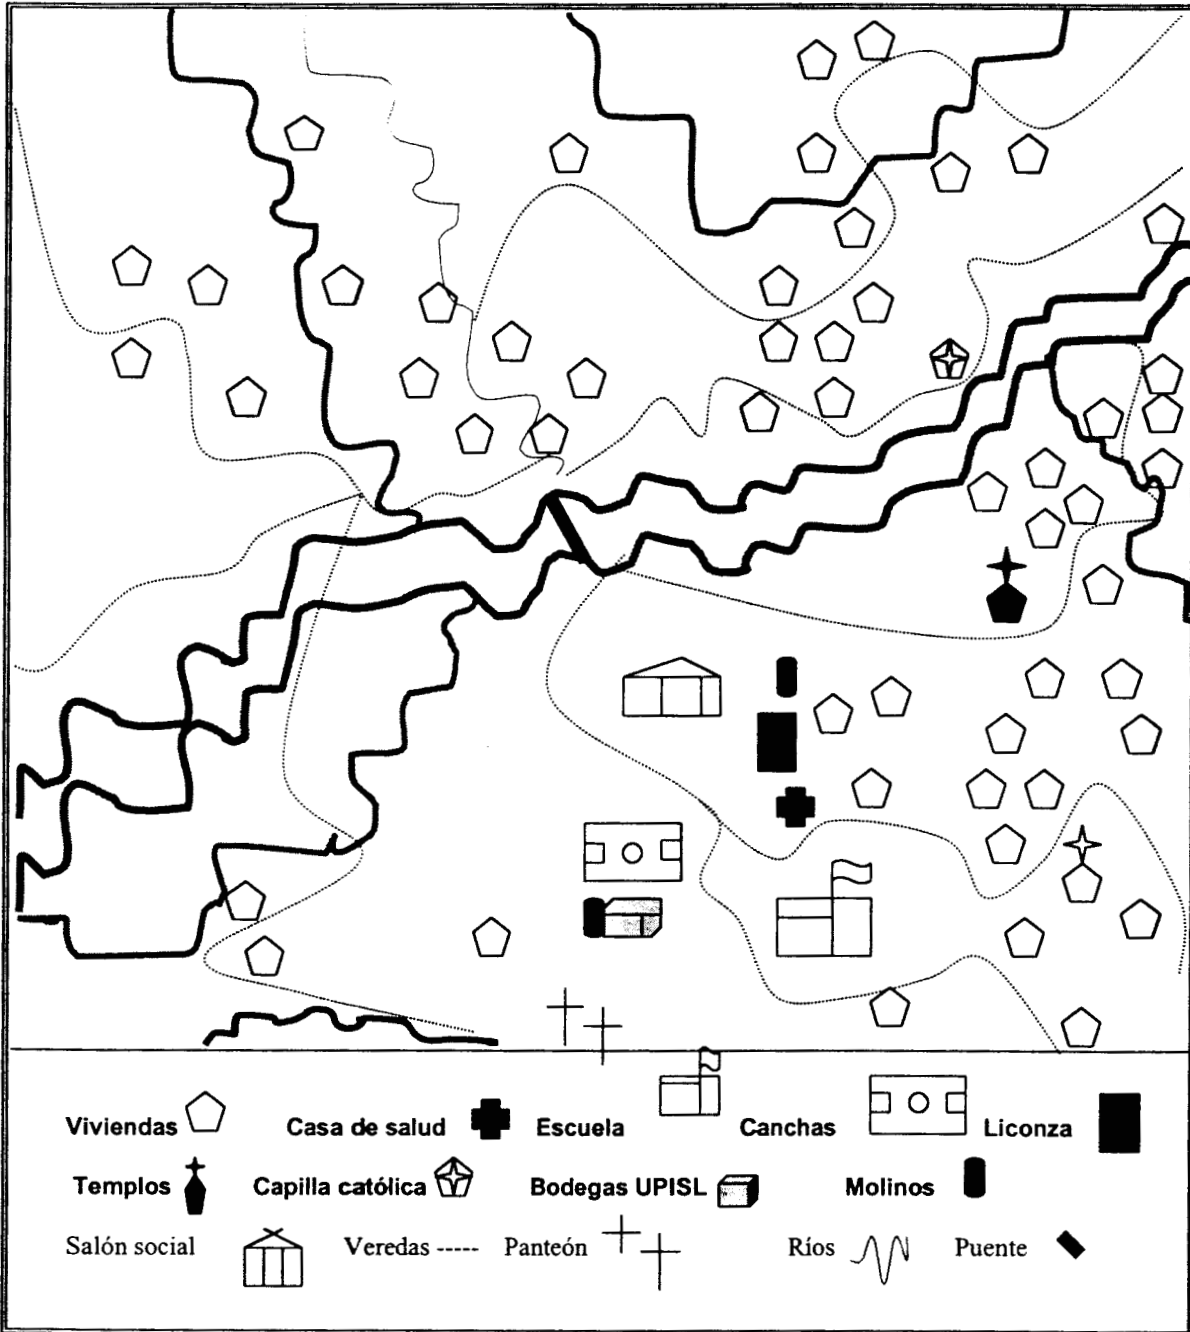 Viviendas Casa de salud Escuela Canchas Liconza
Templos Capilla católica Bodegas UPISL Molinos
Salón social Veredas ----- Panteón Ríos Puente